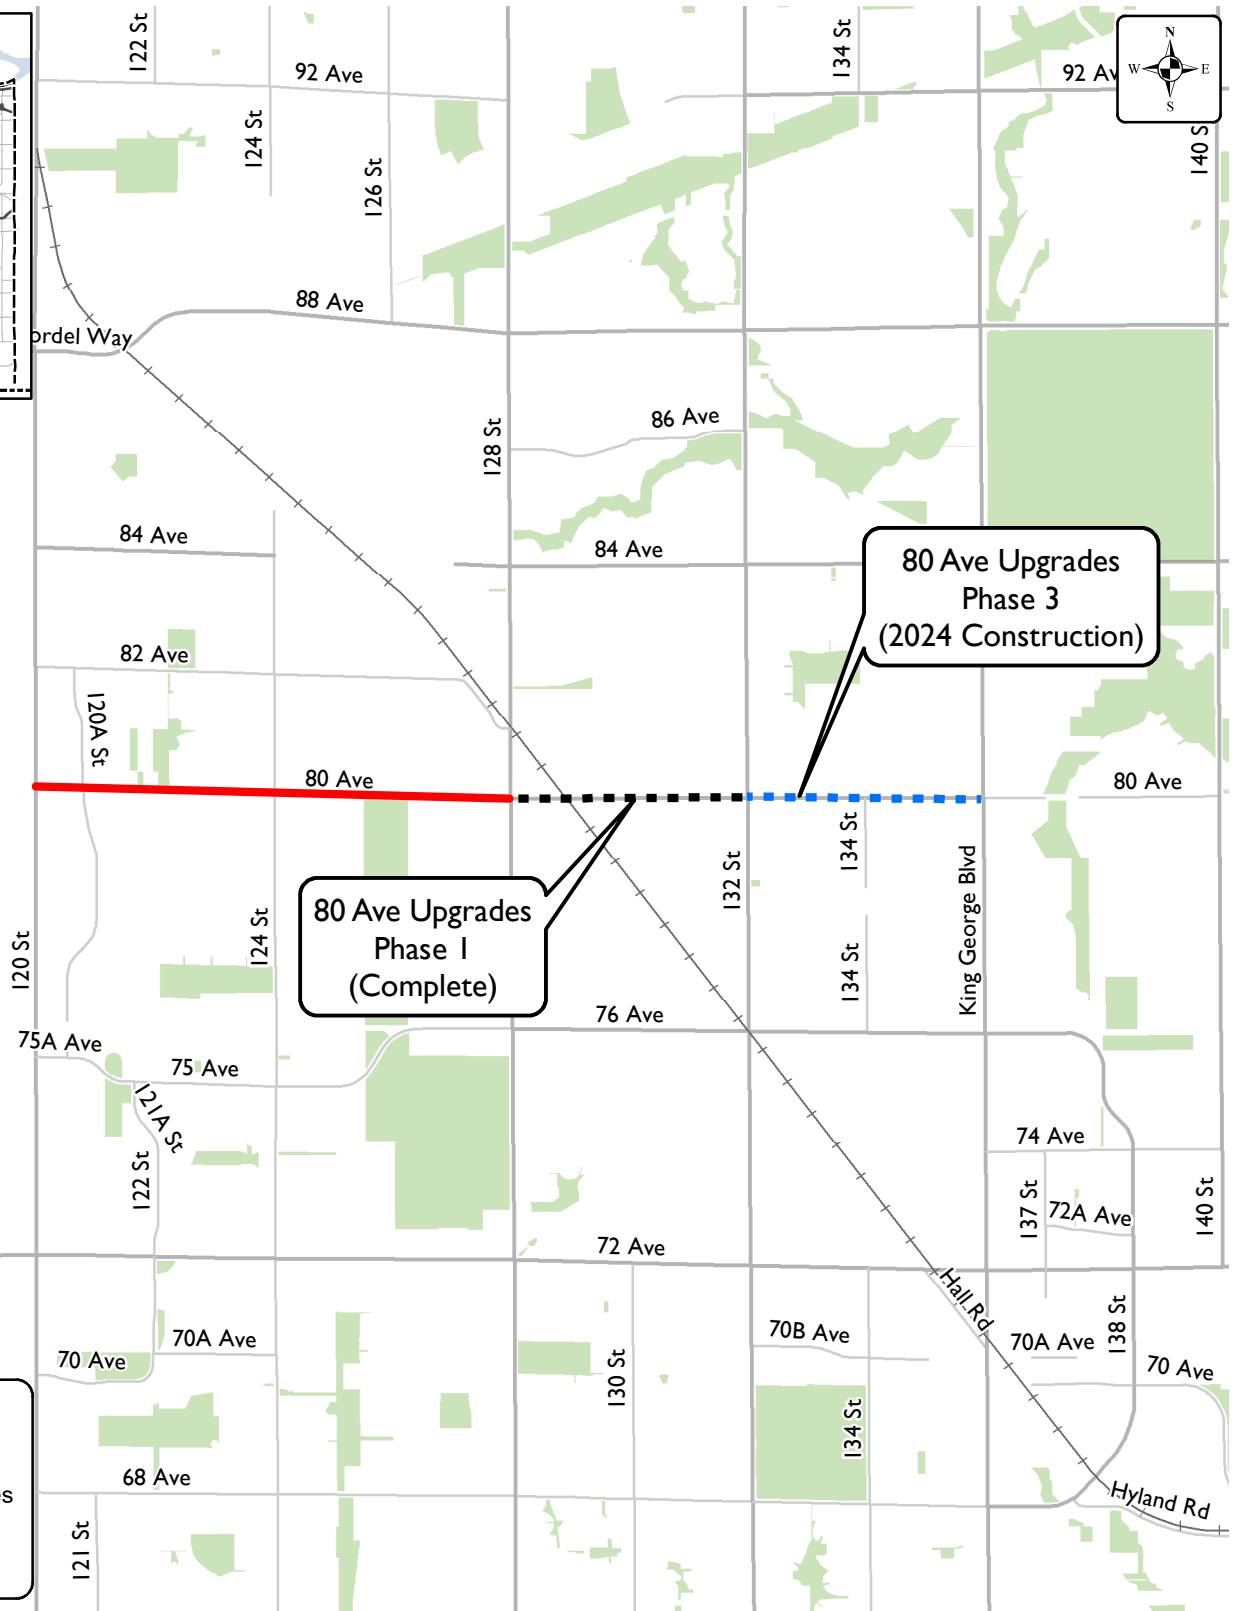 122 St
134 St
N
W
E
S
92 Ave
92 Av
124 St
126 St
140 S
88 Ave
ordel Way
86 Ave
128 St
84 Ave
84 Ave
80 Ave Upgrades
Phase 3
(2024 Construction)
82 Ave
120A St
80 Ave
80 Ave
134 St
132 St
King George Blvd
80 Ave Upgrades
Phase 1
(Complete)
124 St
120 St
134 St
76 Ave
75A Ave
75 Ave
121A St
74 Ave
122 St
137 St
72A Ave
140 St
72 Ave
Hall Rd
138 St
70B Ave
70A Ave
70A Ave
70 Ave
70 Ave
130 St
134 St
68 Ave
es
Hyland Rd
121 St